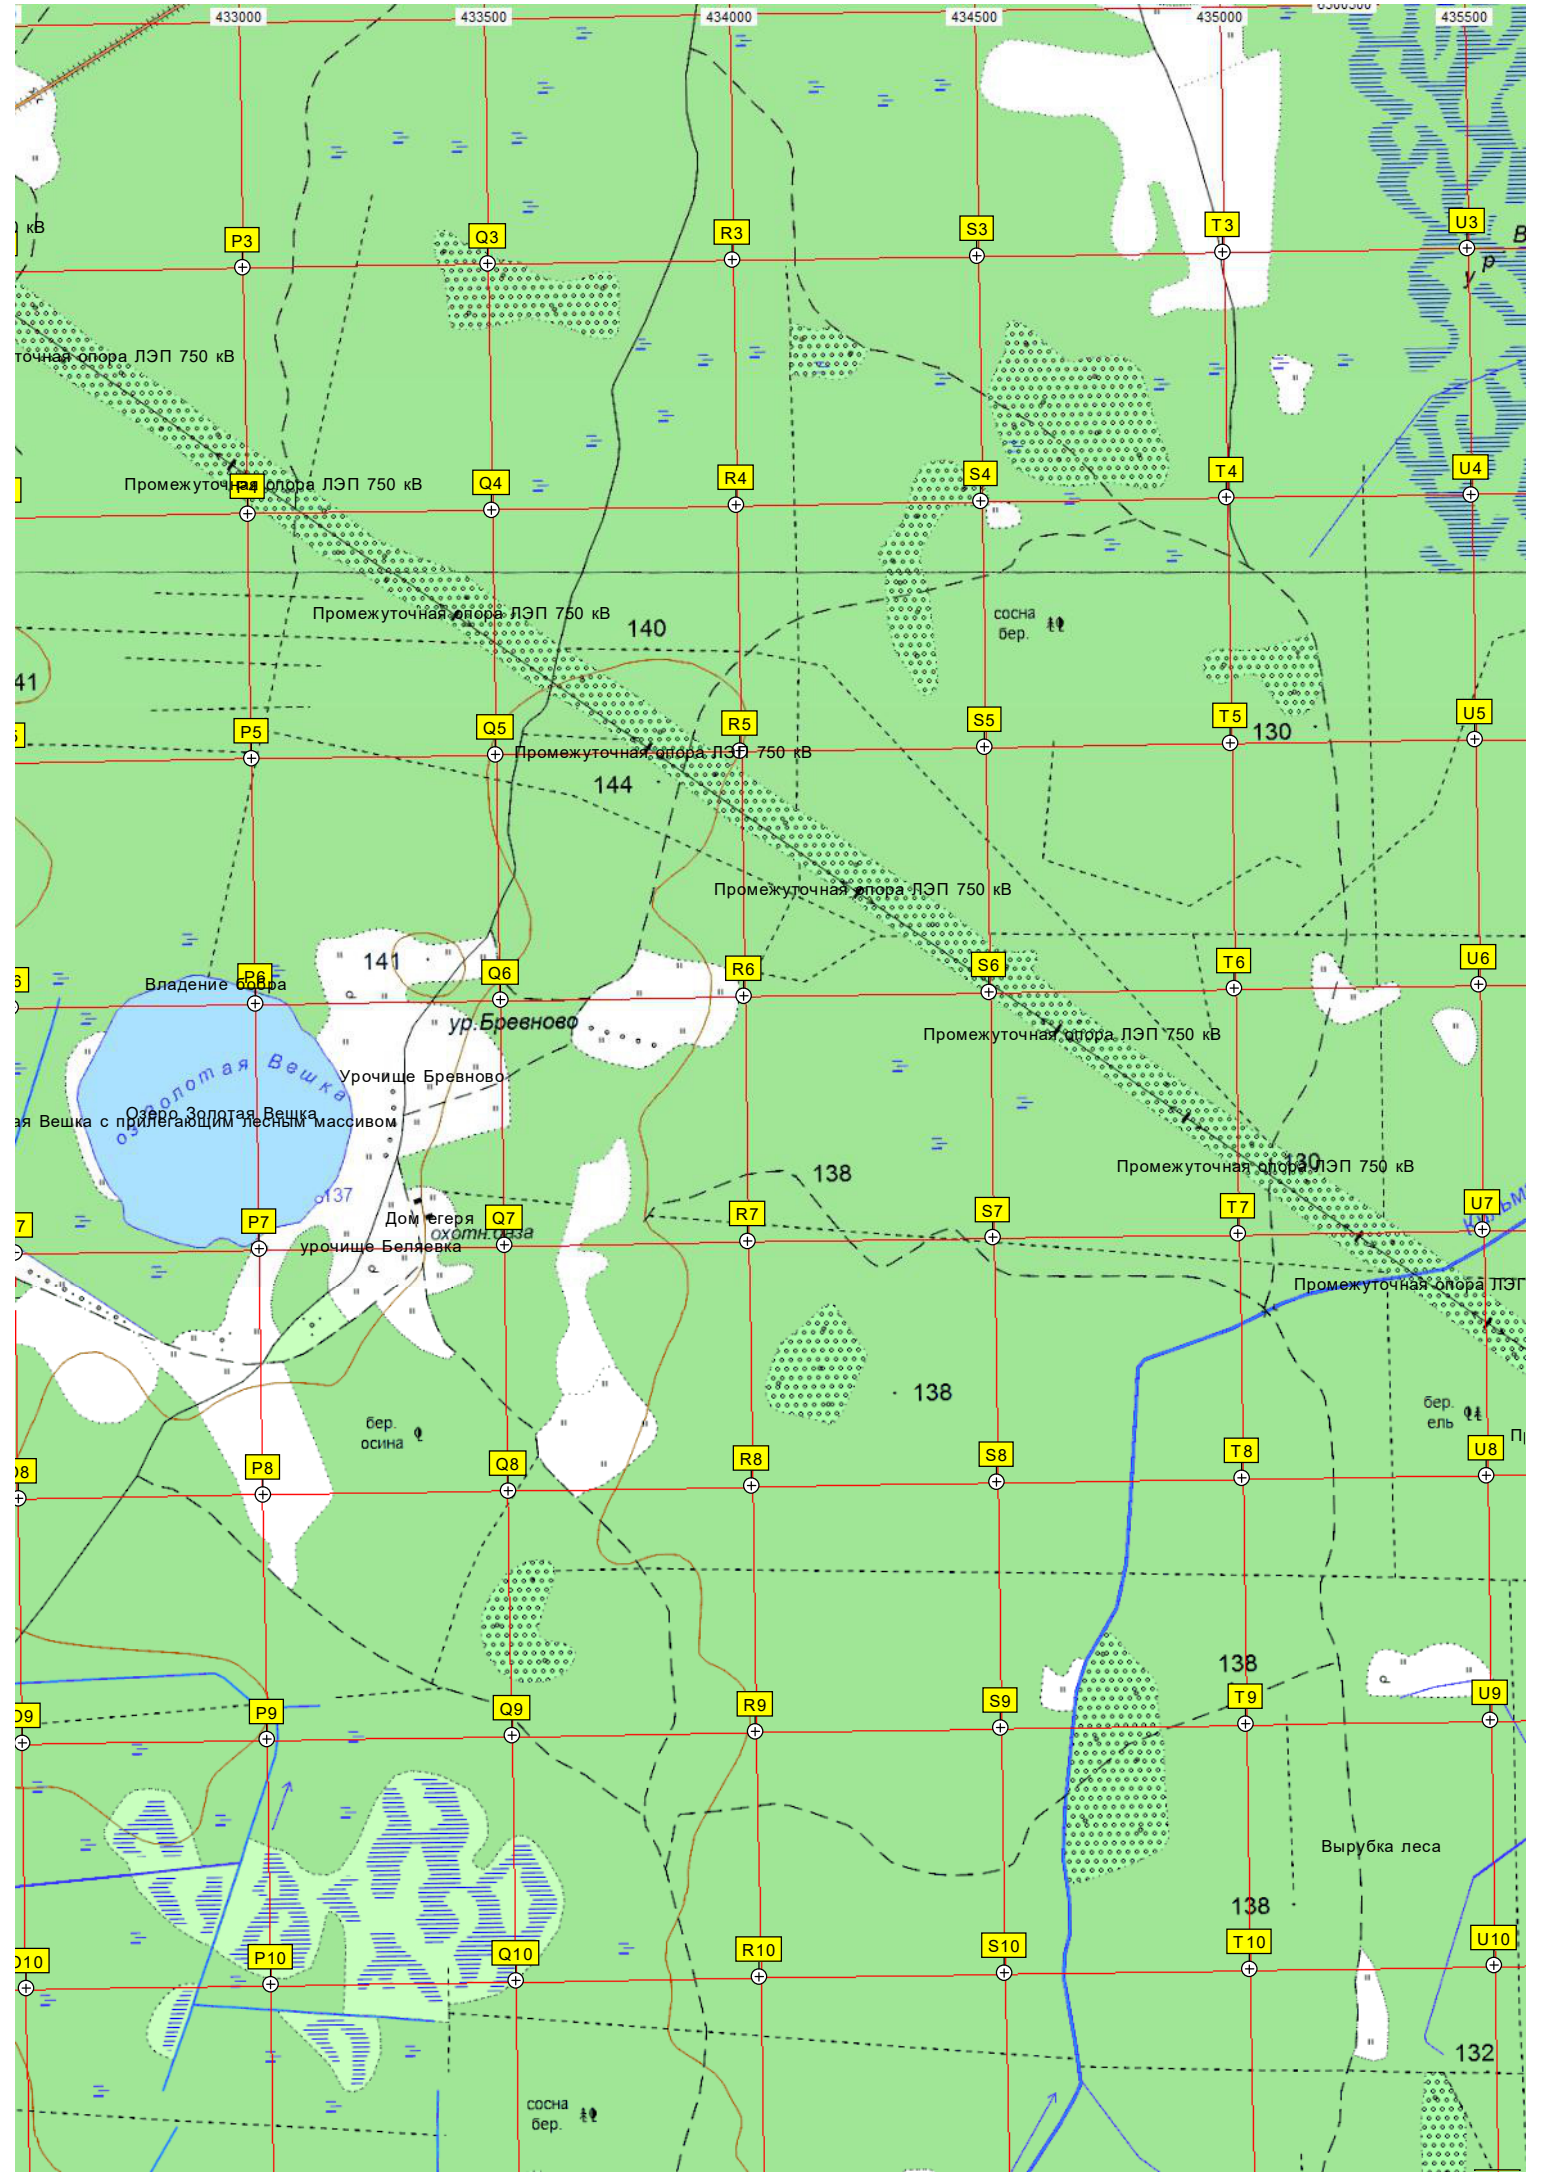 433000 433500 434000 434500 435000 435500
кВ
P3 Q3 R3 S3 T3 U3
ур.
точная опора ЛЭП 750 кВ
P4 Q4 R4 S4 T4 U4
Промежуточная опора ЛЭП 750 кВ
Промежуточная опора ЛЭП 750 кВ
140
сосна
бер.
41
P5 Q5 R5 S5 T5 U5
130
Промежуточная опора ЛЭП 750 кВ
144
Промежуточная опора ЛЭП 750 кВ
141
P6 Q6 R6 S6 T6 U6
Владение бобра
ур.Бревново
Промежуточная опора ЛЭП 750 кВ
оз. Золотая Вешка
Урочище Бревново
Озеро Золотая Вешка
ая Вешка с прилегающим лесным массивом
130
Промежуточная опора ЛЭП 750 кВ
138
137
P7 Q7 R7 S7 T7 U7
Дом егеря
охотн.база
урочище Беляевка
Промежуточная опора ЛЭП
138
бер.
осина
бер.
ель
P8 Q8 R8 S8 T8 U8
138
P9 Q9 R9 S9 T9 U9
Вырубка леса
138
P10 Q10 R10 S10 T10 U10
132
сосна
бер.